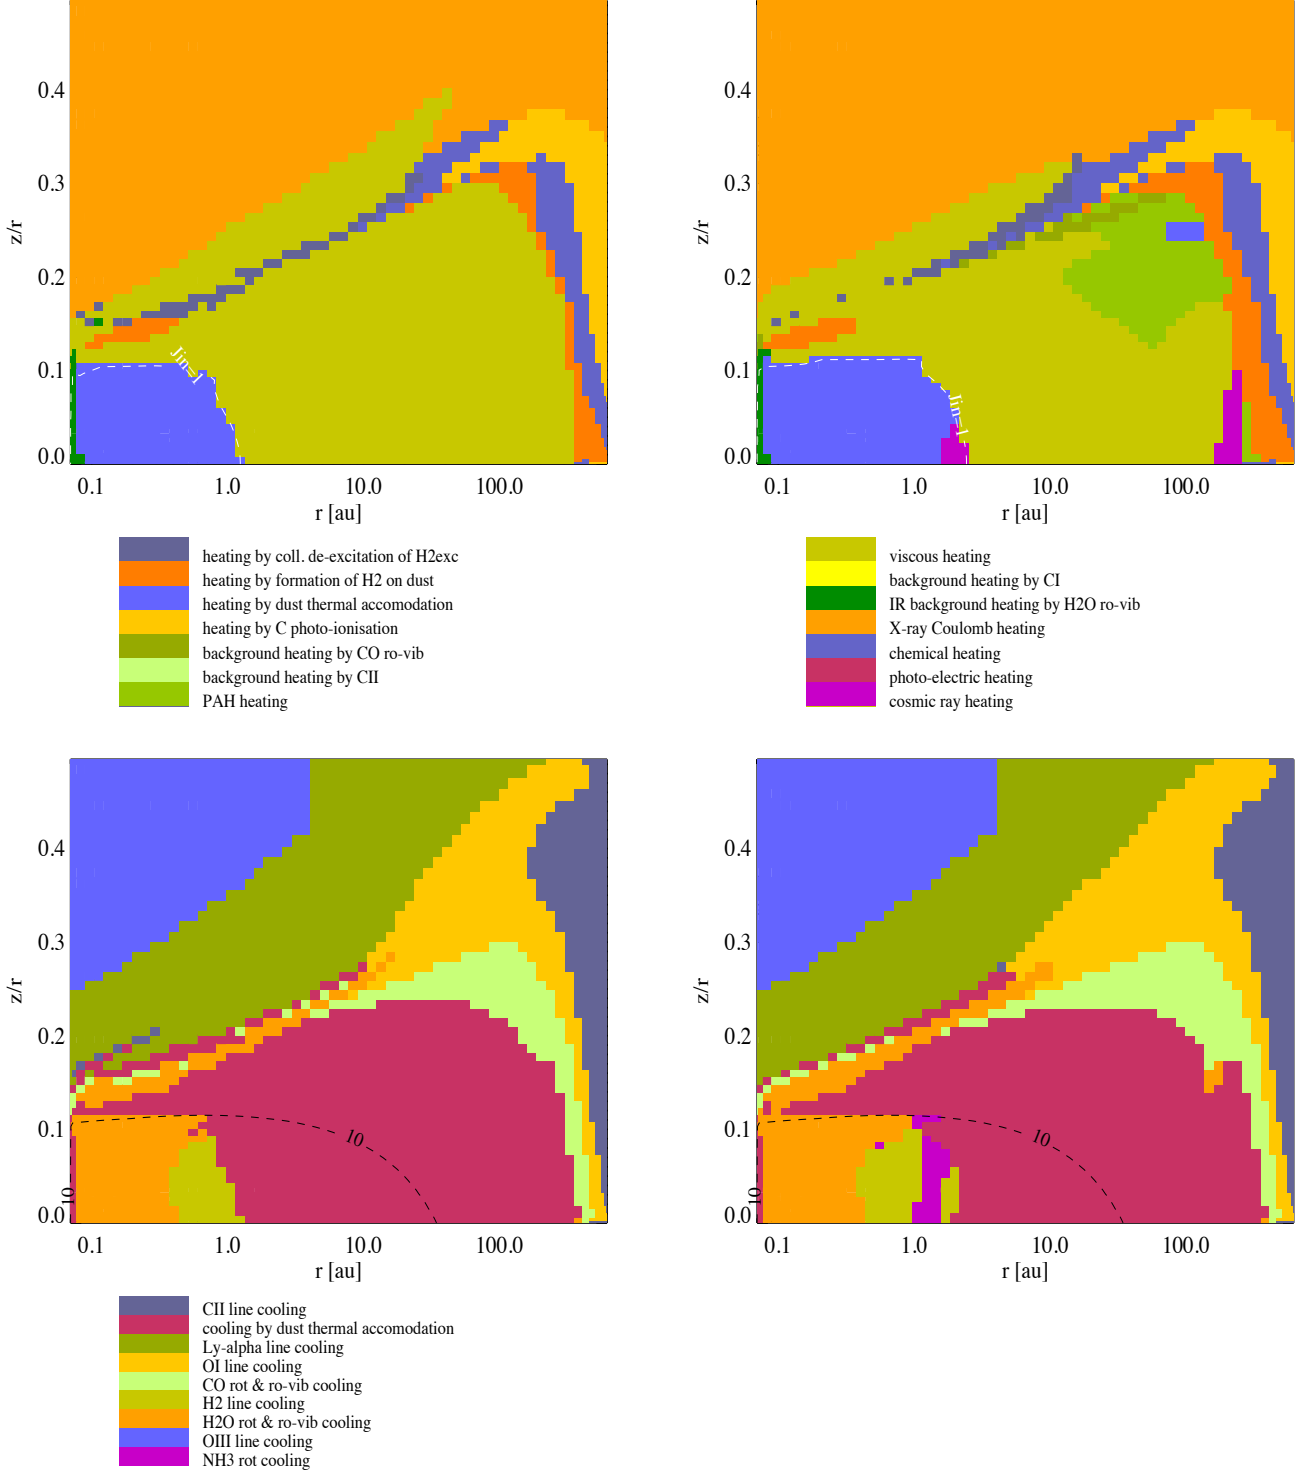 0.4
0.3
0.2
0.1
0.0
z/r
Jin=1
0.1 1.0 10.0 100.0
r [au]
0.4
0.3
0.2
0.1
0.0
z/r
Jin=1
0.1 1.0 10.0 100.0
r [au]
heating by coll. de-excitation of H2exc
heating by formation of H2 on dust
heating by dust thermal accomodation
heating by C photo-ionisation
background heating by CO ro-vib
background heating by CII
PAH heating
viscous heating
background heating by CI
IR background heating by H2O ro-vib
X-ray Coulomb heating
chemical heating
photo-electric heating
cosmic ray heating
0.4
0.3
0.2
0.1
0.0
z/r
10
10
0.1 1.0 10.0 100.0
r [au]
0.4
0.3
0.2
0.1
0.0
z/r
10
10
0.1 1.0 10.0 100.0
r [au]
CII line cooling
cooling by dust thermal accomodation
Ly-alpha line cooling
OI line cooling
CO rot & ro-vib cooling
H2 line cooling
H2O rot & ro-vib cooling
OIII line cooling
NH3 rot cooling